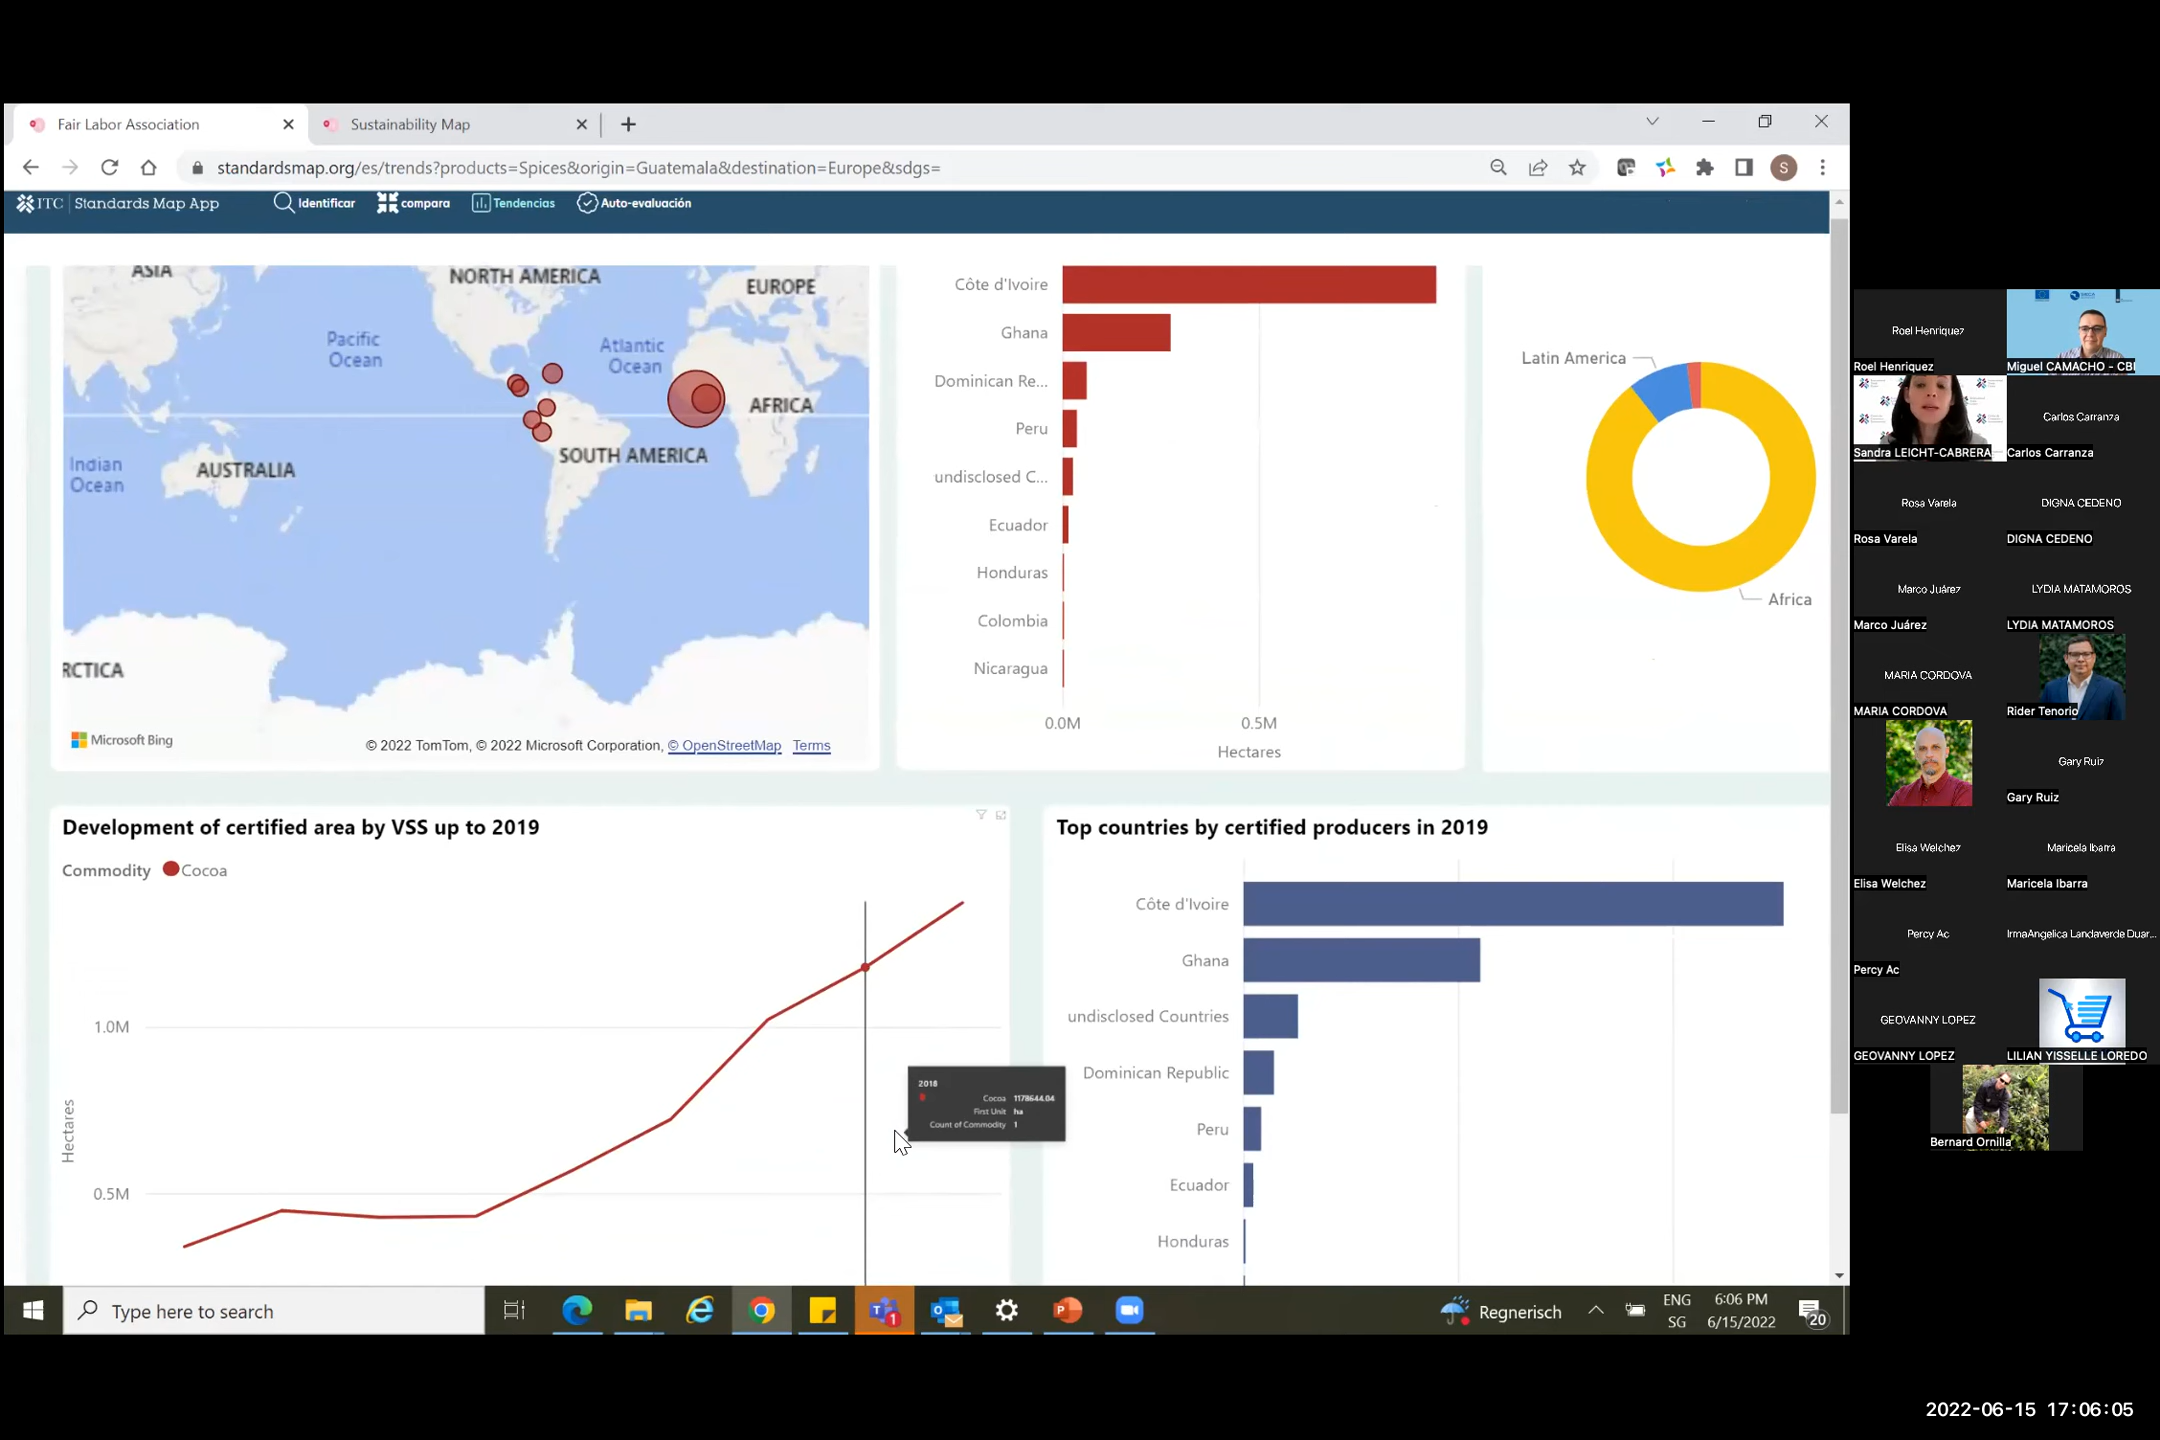 Fair Labor Association
Sustainability Map
standardsmap.org/es/trends?products=Spices&origin=Guatemala&destination=Europe&sdgs=
S
ITC | Standards Map App
Identificar
compara
Tendencias
Auto-evaluación
ASIA
NORTH AMERICA
EUROPE
Pacific
Ocean
Atlantic
Ocean
AFRICA
Indian
Ocean
AUSTRALIA
SOUTH AMERICA
RCTICA
Microsoft Bing
© 2022 TomTom, © 2022 Microsoft Corporation, © OpenStreetMap Terms
Côte d'Ivoire
Ghana
Dominican Re...
Peru
undisclosed C...
Ecuador
Honduras
Colombia
Nicaragua
0.0M
0.5M
Hectares
Latin America
Africa
Development of certified area by VSS up to 2019
Commodity Cocoa
1.0M
0.5M
Hectares
2018
Cocoa 1178644.04
First Unit ha
Count of Commodity 1
Top countries by certified producers in 2019
Côte d'Ivoire
Ghana
undisclosed Countries
Dominican Republic
Peru
Ecuador
Honduras
Type here to search
1
Regnerisch
ENG
SG
6:06 PM
6/15/2022
20
Roel Henriquez
Roel Henriquez
Miguel CAMACHO - CBI
Sandra LEICHT-CABRERA
Carlos Carranza
Carlos Carranza
Rosa Varela
Rosa Varela
DIGNA CEDENO
DIGNA CEDENO
Marco Juárez
Marco Juárez
LYDIA MATAMOROS
LYDIA MATAMOROS
MARIA CORDOVA
MARIA CORDOVA
Rider Tenorio
Gary Ruiz
Gary Ruiz
Elisa Welchez
Elisa Welchez
Maricela Ibarra
Maricela Ibarra
Percy Ac
Percy Ac
IrmaAngelica Landaverde Duar...
GEOVANNY LOPEZ
GEOVANNY LOPEZ
LILIAN YISSELLE LOREDO
Bernard Ornilla
2022-06-15 17:06:05